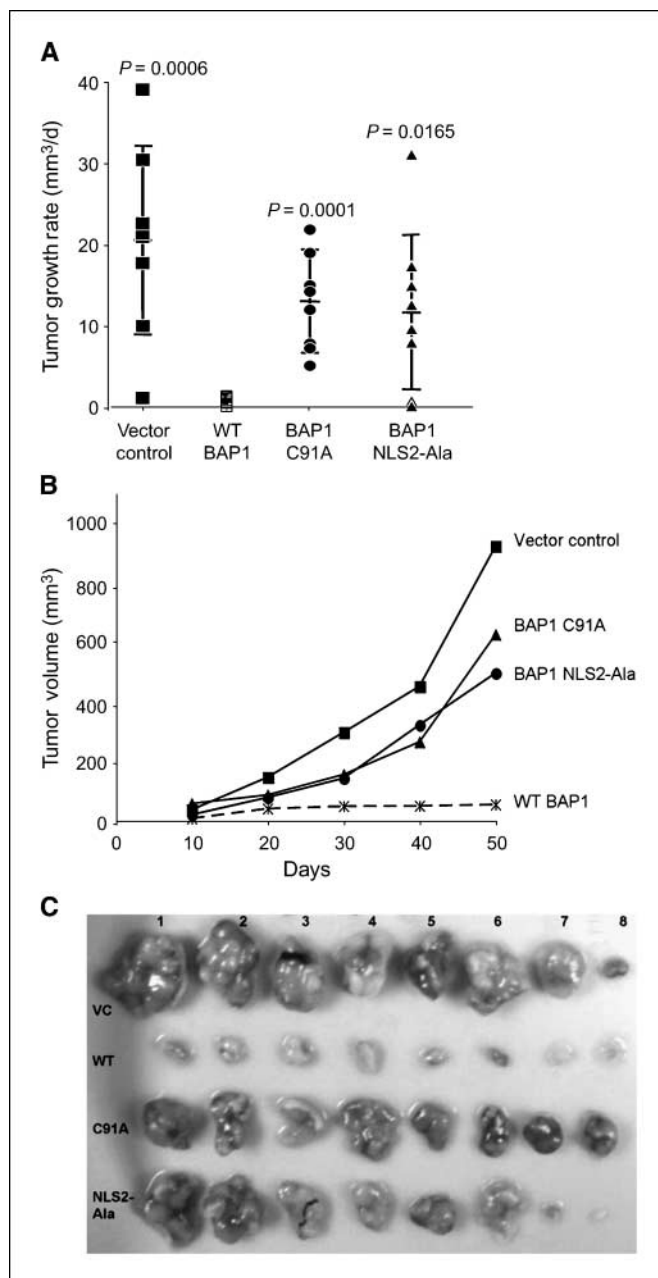 A
P = 0.0006
P = 0.0165
P = 0.0001
Tumor growth rate (mm³/d)
40
30
20
10
0
Vector
control
WT
BAP1
BAP1
C91A
BAP1
NLS2-Ala
B
Tumor volume (mm³)
1000
800
600
400
200
0
Vector control
BAP1 C91A
BAP1 NLS2-Ala
WT BAP1
0 10 20 30 40 50
Days
C
1 2 3 4 5 6 7 8
VC
WT
C91A
NLS2-
Ala